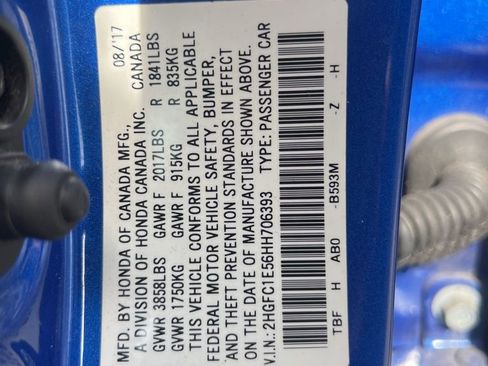 MFD. BY HONDA OF CANADA MFG., 08/17
A DIVISION OF HONDA CANADA INC. CANADA
GVWR 3858LBS GAWR F 2017LBS R 1841LBS
GVWR 1750KG GAWR F 915KG R 835KG
THIS VEHICLE CONFORMS TO ALL APPLICABLE
FEDERAL MOTOR VEHICLE SAFETY, BUMPER,
AND THEFT PREVENTION STANDARDS IN EFFECT
ON THE DATE OF MANUFACTURE SHOWN ABOVE.
V.I.N.: 2HGFC1E56HH706393 TYPE: PASSENGER CAR
TBF H AB0 -B593M -Z -H